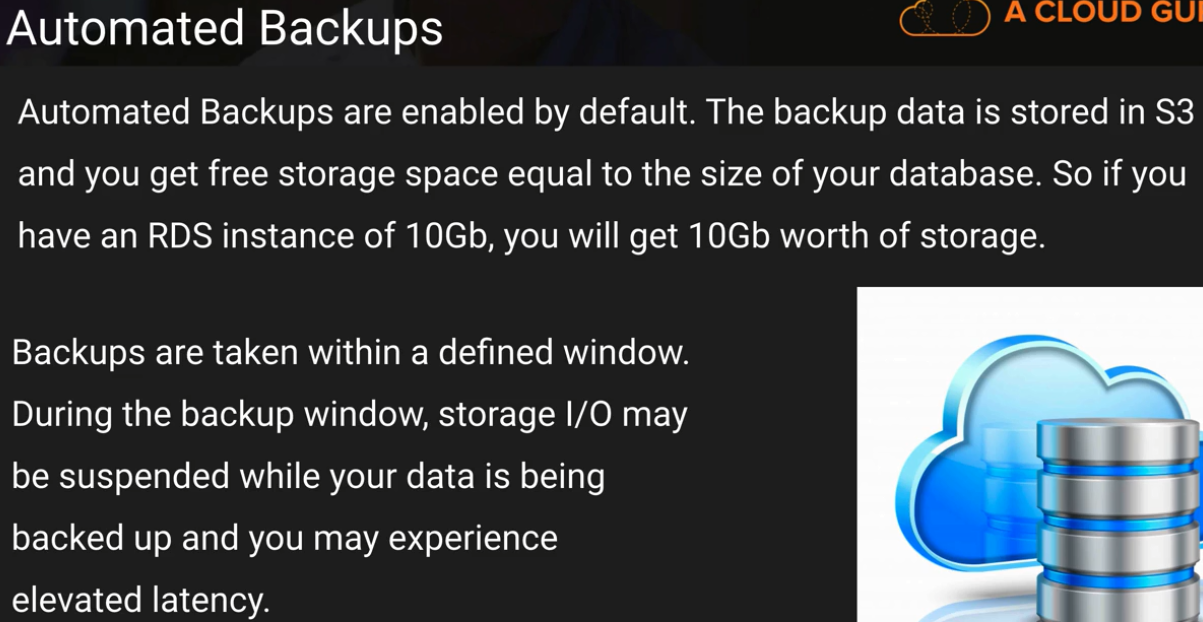 Automated Backups
A CLOUD
Automated Backups are enabled by default. The backup data is stored in S3
and you get free storage space equal to the size of your database. So if you
have an RDS instance of 10Gb, you will get 10Gb worth of storage.
Backups are taken within a defined window.
During the backup window, storage I/O may
be suspended while your data is being
backed up and you may experience
elevated latency.